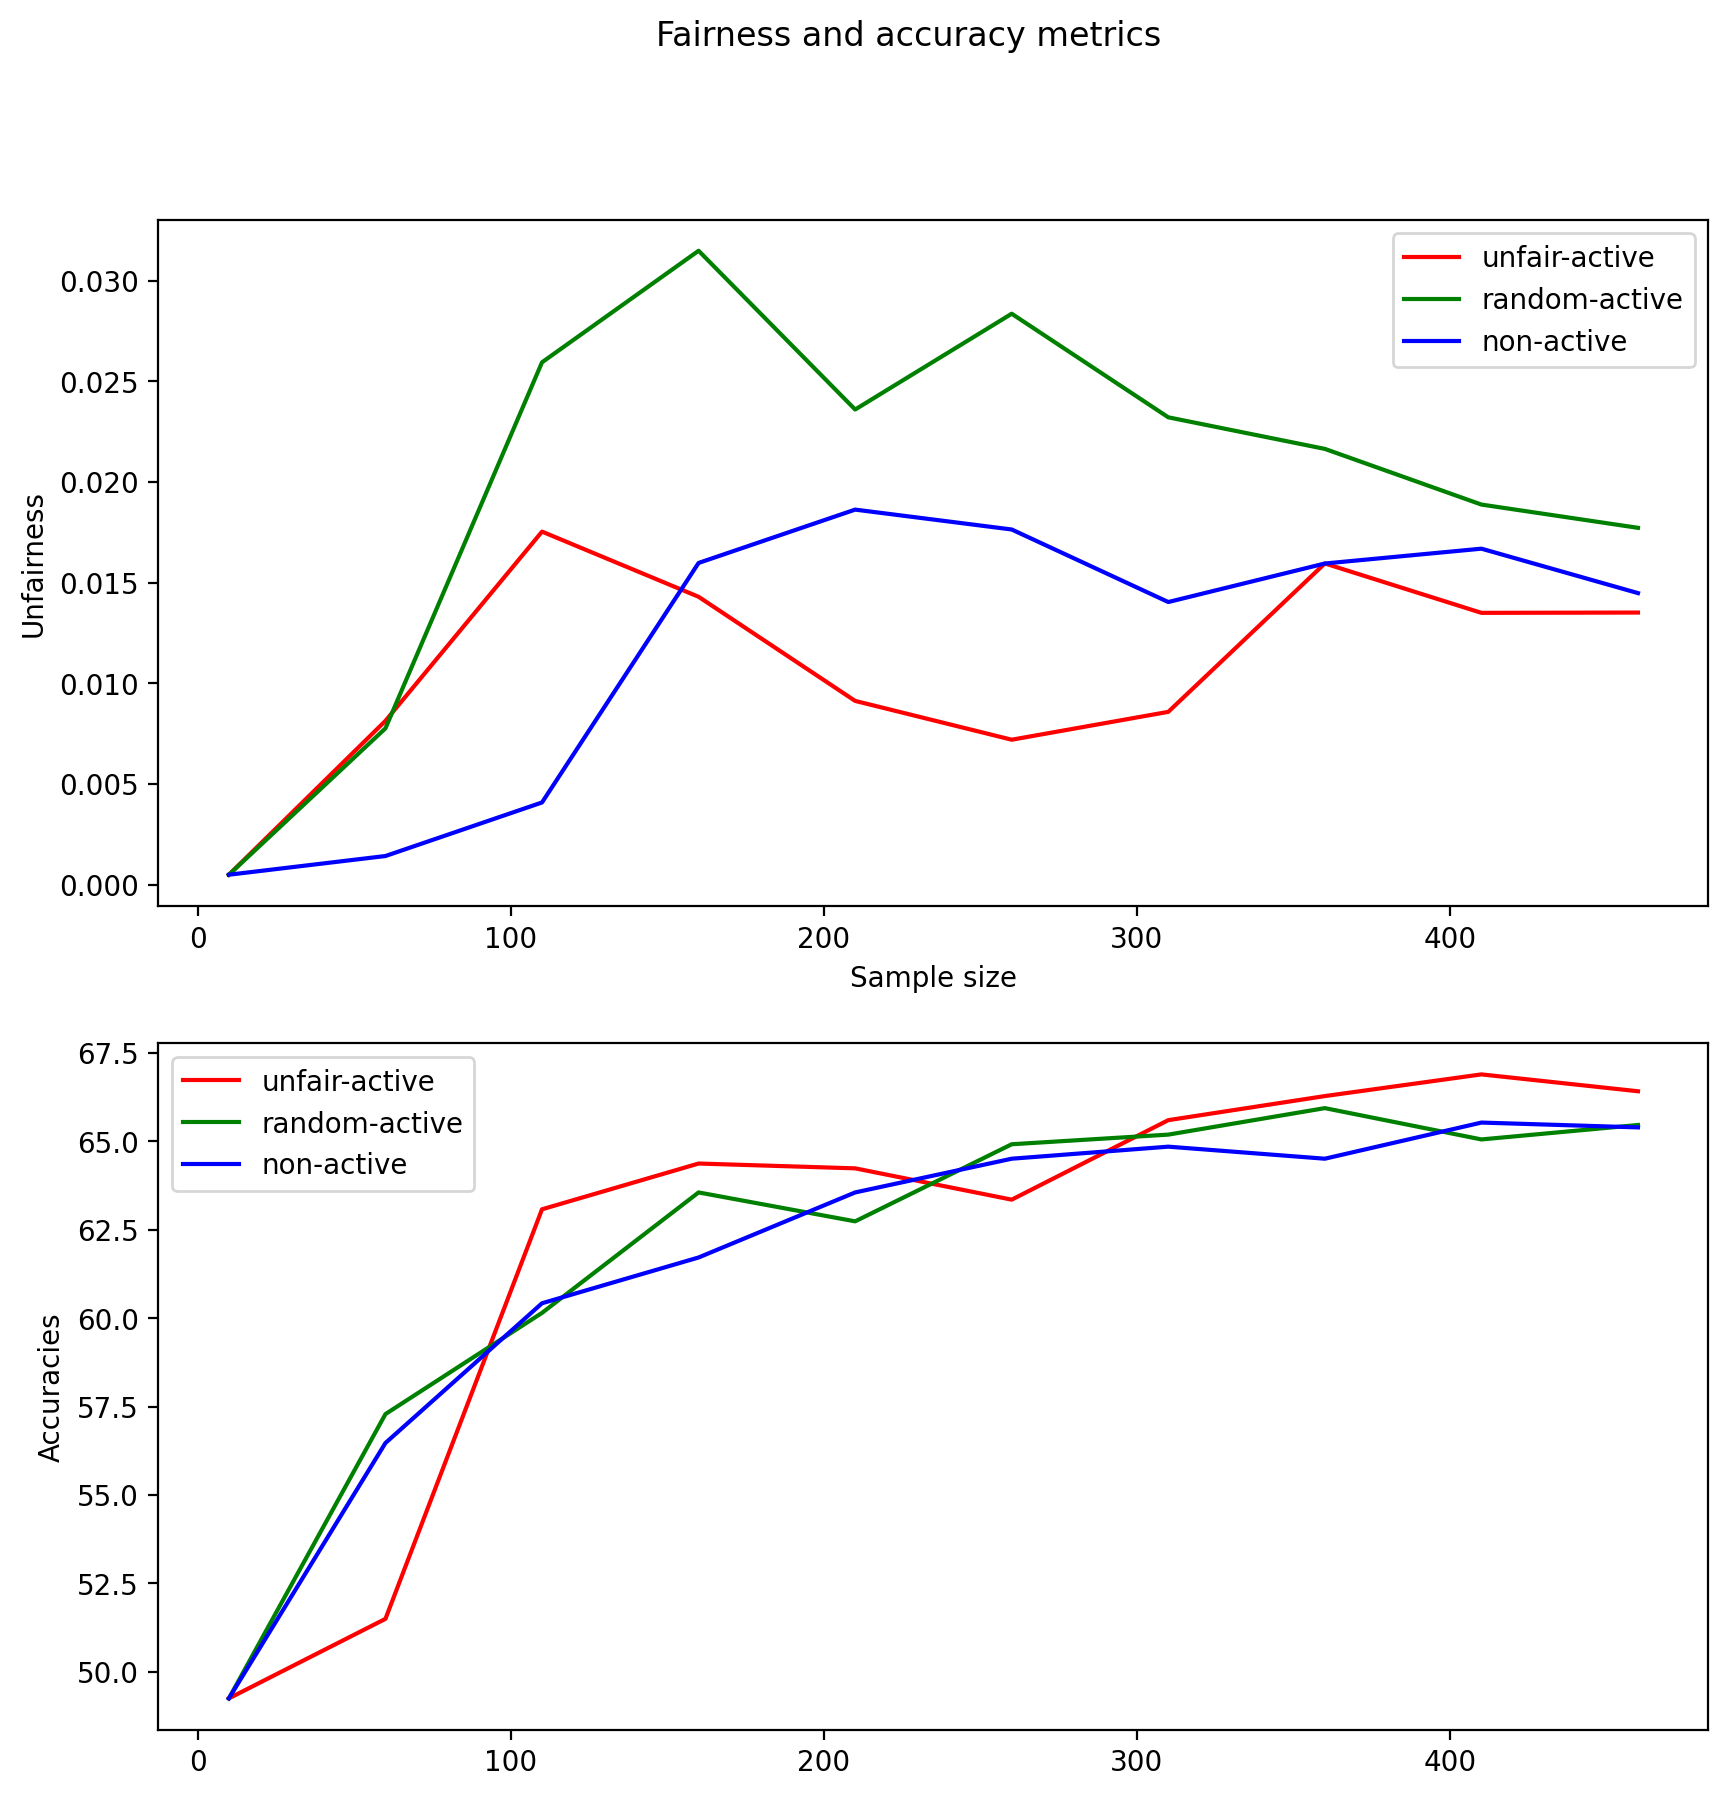 Fairness and accuracy metrics
unfair-active
random-active
non-active
0.030
0.025
0.020
0.015
0.010
0.005
0.000
Unfairness
0 100 200 300 400
Sample size
unfair-active
random-active
non-active
67.5
65.0
62.5
60.0
57.5
55.0
52.5
50.0
Accuracies
0 100 200 300 400